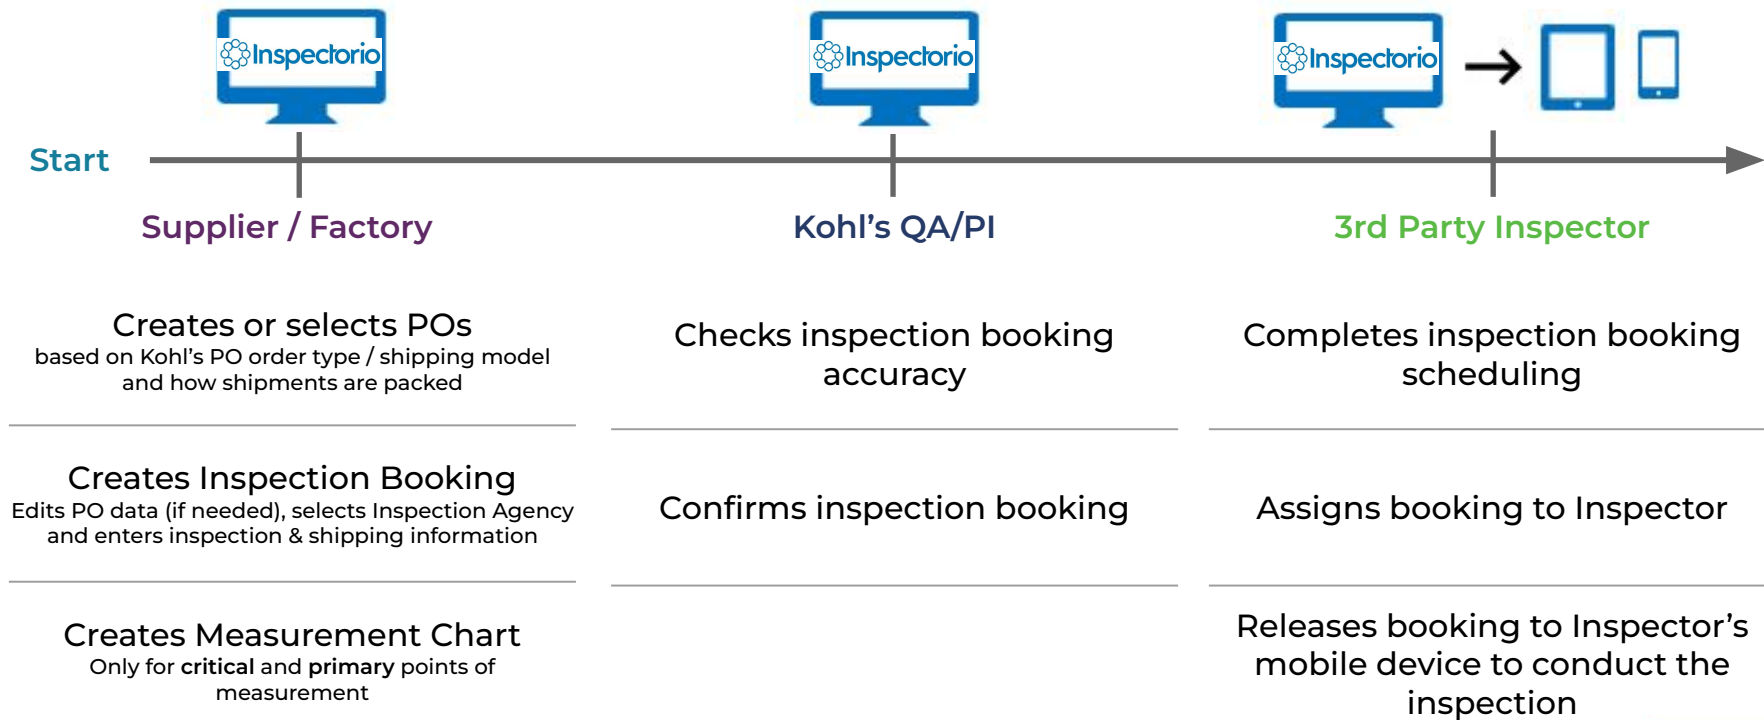 Inspectorio
Inspectorio
Inspectorio
Start
Supplier / Factory
Kohl's QA/PI
3rd Party Inspector
Creates or selects POs
based on Kohl's PO order type / shipping model
and how shipments are packed
Checks inspection booking
accuracy
Completes inspection booking
scheduling
Creates Inspection Booking
Edits PO data (if needed), selects Inspection Agency
and enters inspection & shipping information
Confirms inspection booking
Assigns booking to Inspector
Creates Measurement Chart
Only for critical and primary points of
measurement
Releases booking to Inspector's
mobile device to conduct the
inspection